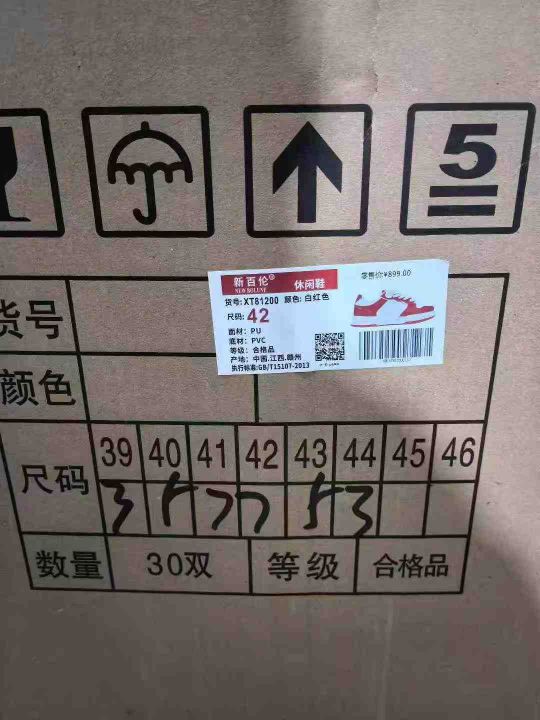 5
新百伦® 休闲鞋 零售价:¥899.00
NEW BOLUNE
货号: XT81200 颜色: 白红色
尺码: 42
面材: PU
底材: PVC
等级: 合格品
产地: 中国.江西.赣州
执行标准:GB/T15107-2013
货号
颜色
尺码 39 40 41 42 43 44 45 46
3 5 7 7 5 3
数量 30双 等级 合格品